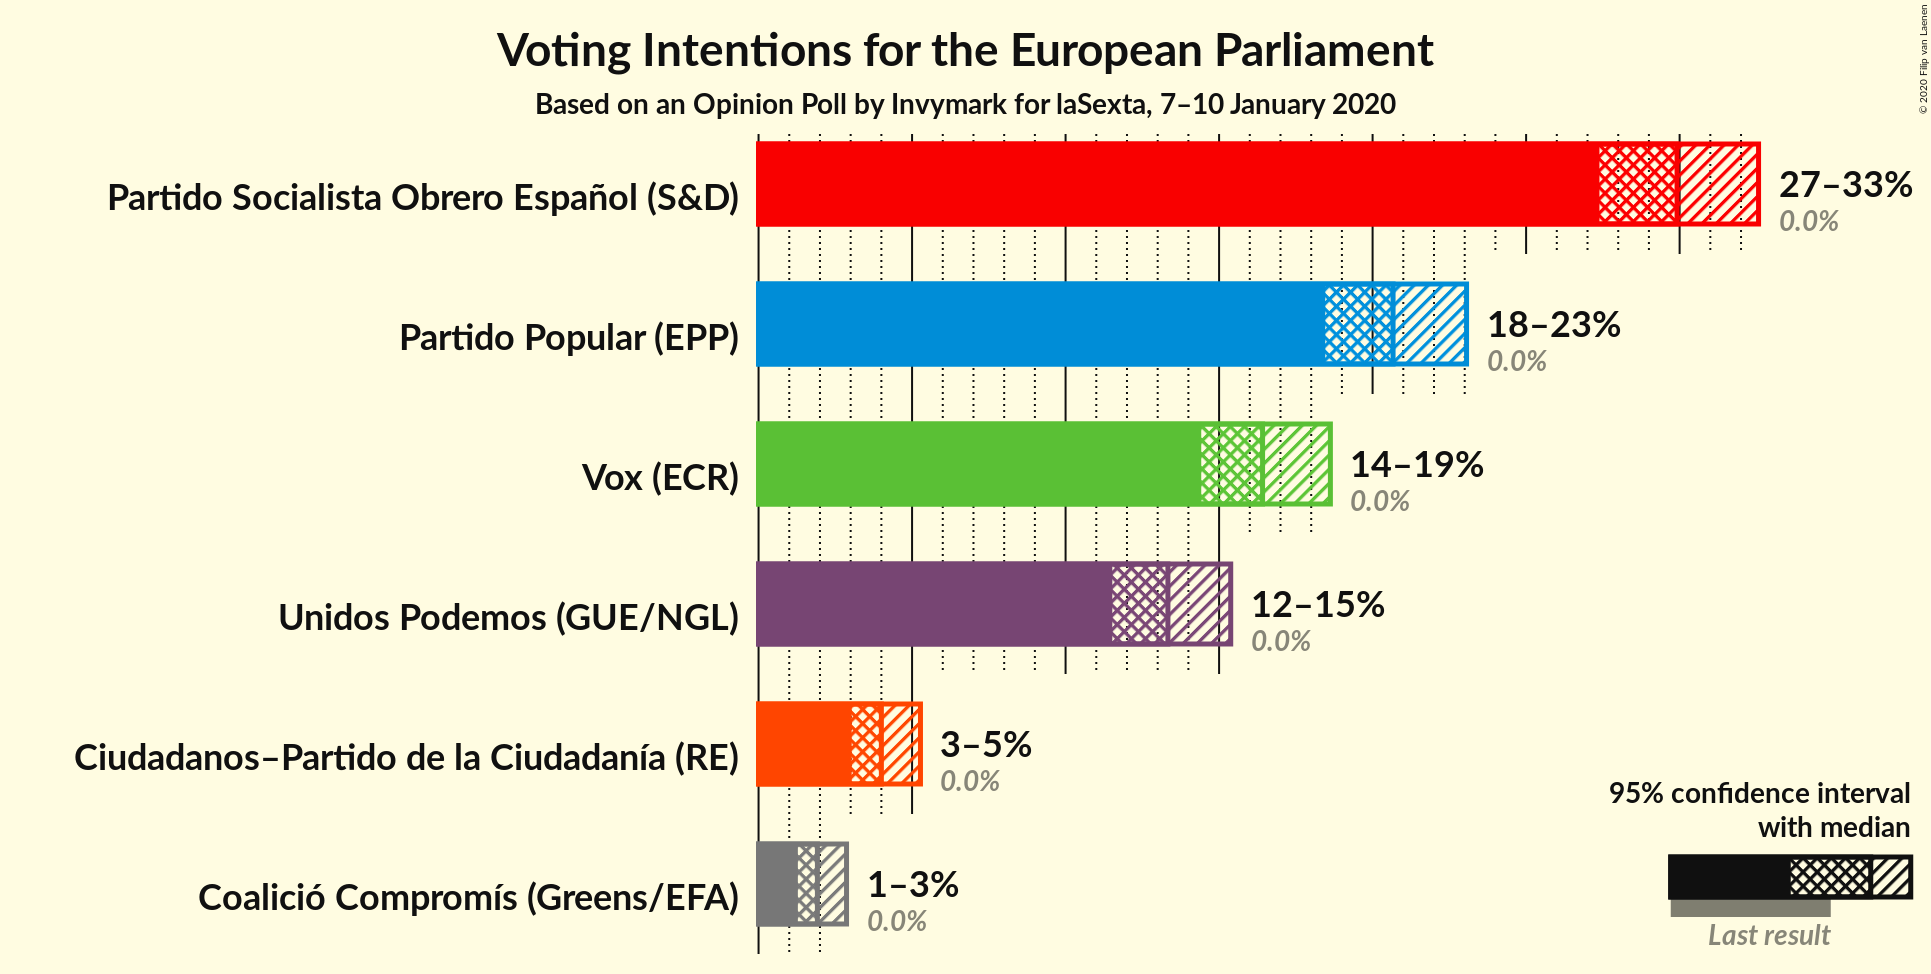 Voting Intentions for the European Parliament
Based on an Opinion Poll by Invymark for laSexta, 7–10 January 2020
© 2020 Filip van Laenen
Partido Socialista Obrero Español (S&D)
27–33%
0.0%
Partido Popular (EPP)
18–23%
0.0%
Vox (ECR)
14–19%
0.0%
Unidos Podemos (GUE/NGL)
12–15%
0.0%
Ciudadanos–Partido de la Ciudadanía (RE)
3–5%
0.0%
Coalició Compromís (Greens/EFA)
1–3%
0.0%
95% confidence interval
with median
Last result